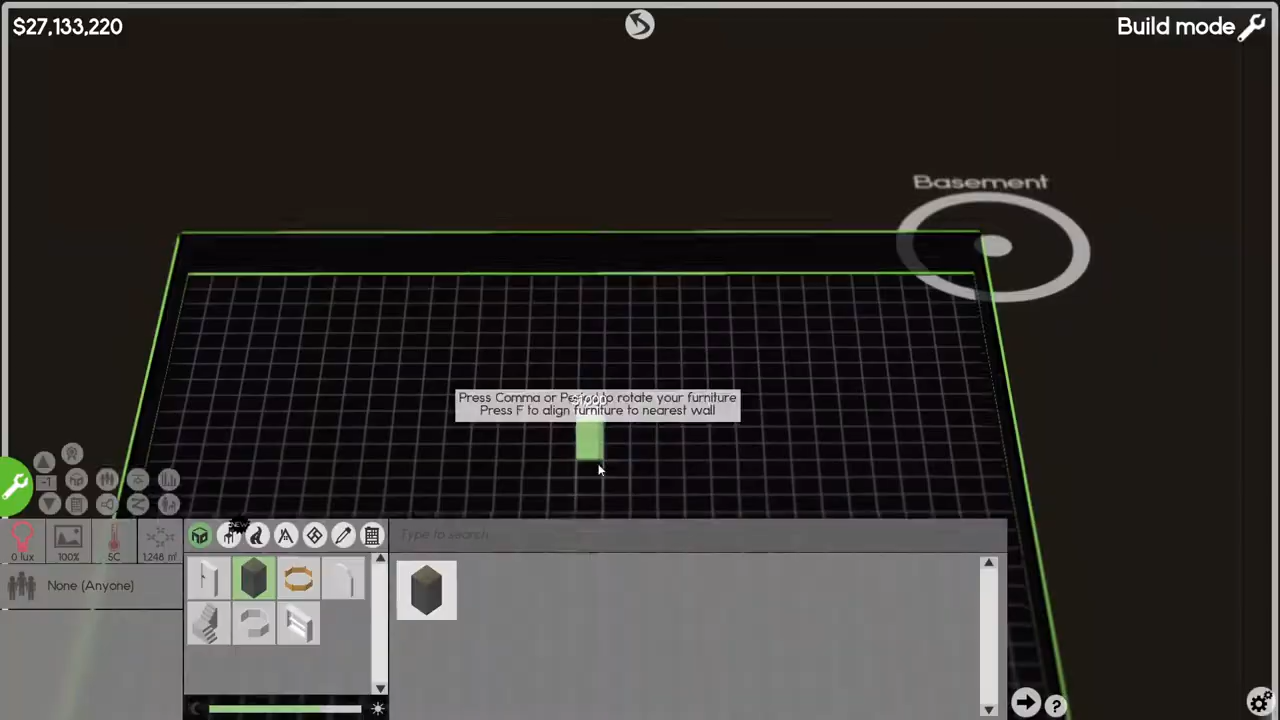 $27,133,220
Build mode
Basement
Press Comma or Period to rotate your furniture
Press F to align furniture to nearest wall
-1
0 lux
100%
5C
1,248 m²
None (Anyone)
Type to search
?